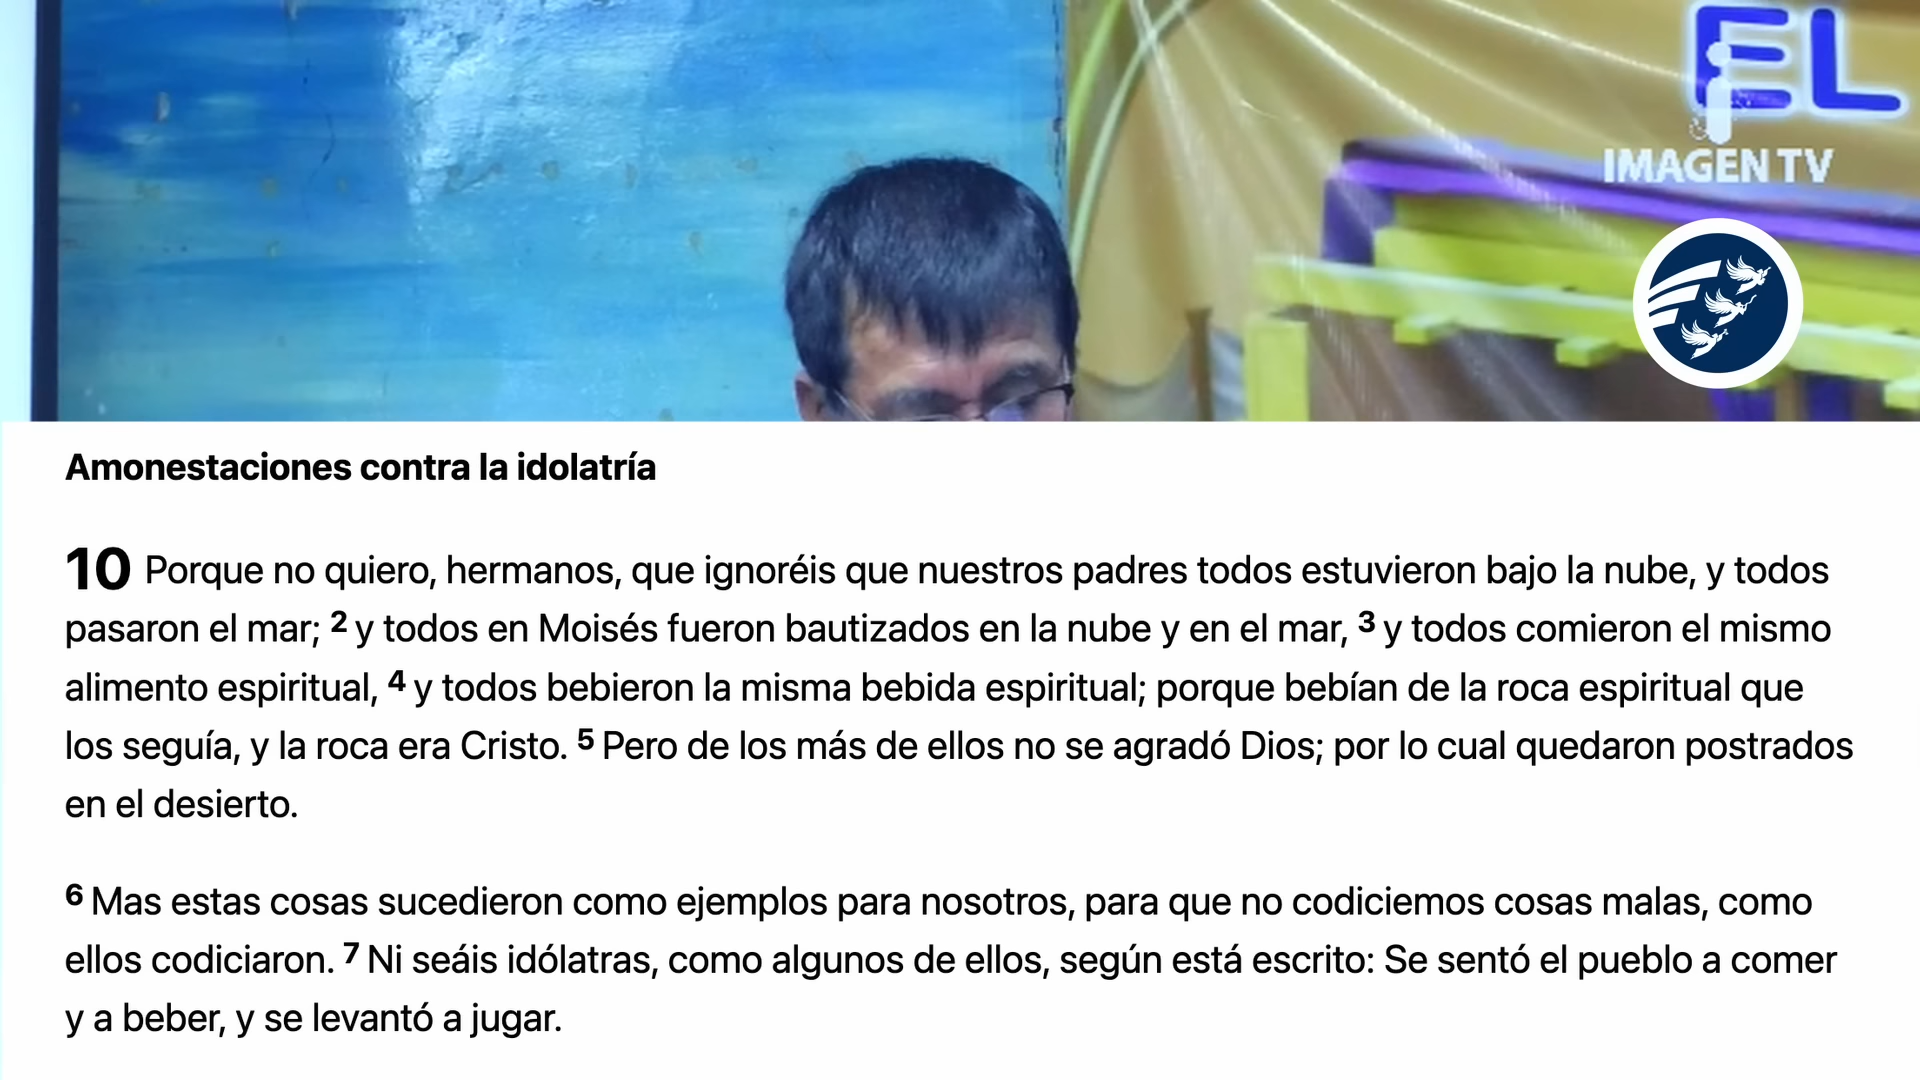 EL
IMAGEN TV
Amonestaciones contra la idolatría
10 Porque no quiero, hermanos, que ignoréis que nuestros padres todos estuvieron bajo la nube, y todos
pasaron el mar; 2 y todos en Moisés fueron bautizados en la nube y en el mar, 3 y todos comieron el mismo
alimento espiritual, 4 y todos bebieron la misma bebida espiritual; porque bebían de la roca espiritual que
los seguía, y la roca era Cristo. 5 Pero de los más de ellos no se agradó Dios; por lo cual quedaron postrados
en el desierto.
6 Mas estas cosas sucedieron como ejemplos para nosotros, para que no codiciemos cosas malas, como
ellos codiciaron. 7 Ni seáis idólatras, como algunos de ellos, según está escrito: Se sentó el pueblo a comer
y a beber, y se levantó a jugar.